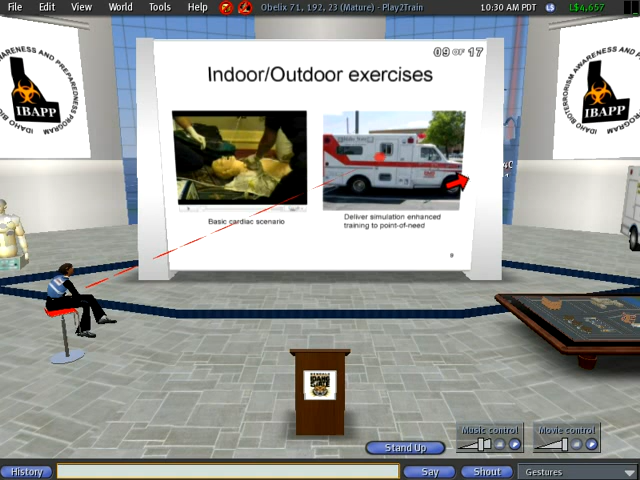 File Edit View World Tools Help Obelix 71, 192, 23 (Mature) - Play2Train 10:30 AM PDT L$ L$4,657
09 OF 17
Indoor/Outdoor exercises
IDAHO BIOTERRORISM AWARENESS AND PREPAREDNESS PROGRAM
IBAPP
IDAHO BIOTERRORISM AWARENESS AND PREPAREDNESS PROGRAM
IBAPP
Basic cardiac scenario
Deliver simulation enhanced
training to point-of-need
9
IDAHO
STATE
Music control
Movie control
Stand Up
History
Say
Shout
Gestures